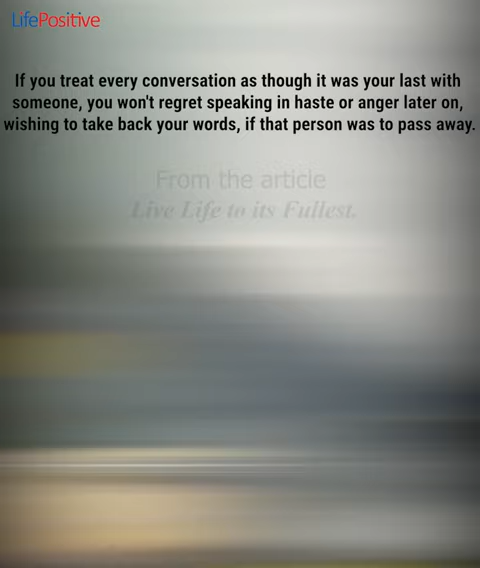 LifePositive
If you treat every conversation as though it was your last with
someone, you won't regret speaking in haste or anger later on,
wishing to take back your words, if that person was to pass away.
From the article
Live Life to its Fullest.